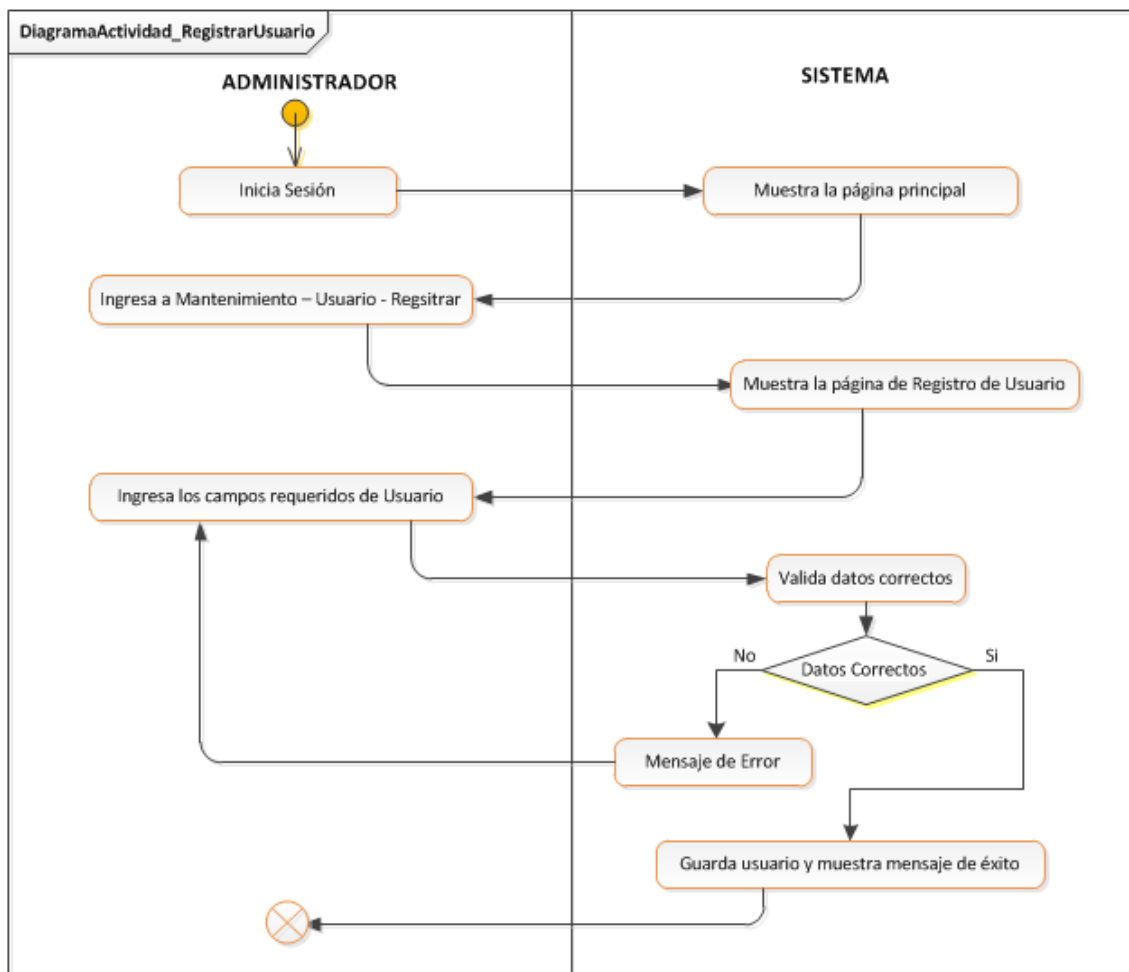 DiagramaActividad_RegistrarUsuario
ADMINISTRADOR
SISTEMA
Inicia Sesión
Muestra la página principal
Ingresa a Mantenimiento – Usuario - Regsitrar
Muestra la página de Registro de Usuario
Ingresa los campos requeridos de Usuario
Valida datos correctos
No
Datos Correctos
Si
Mensaje de Error
Guarda usuario y muestra mensaje de éxito